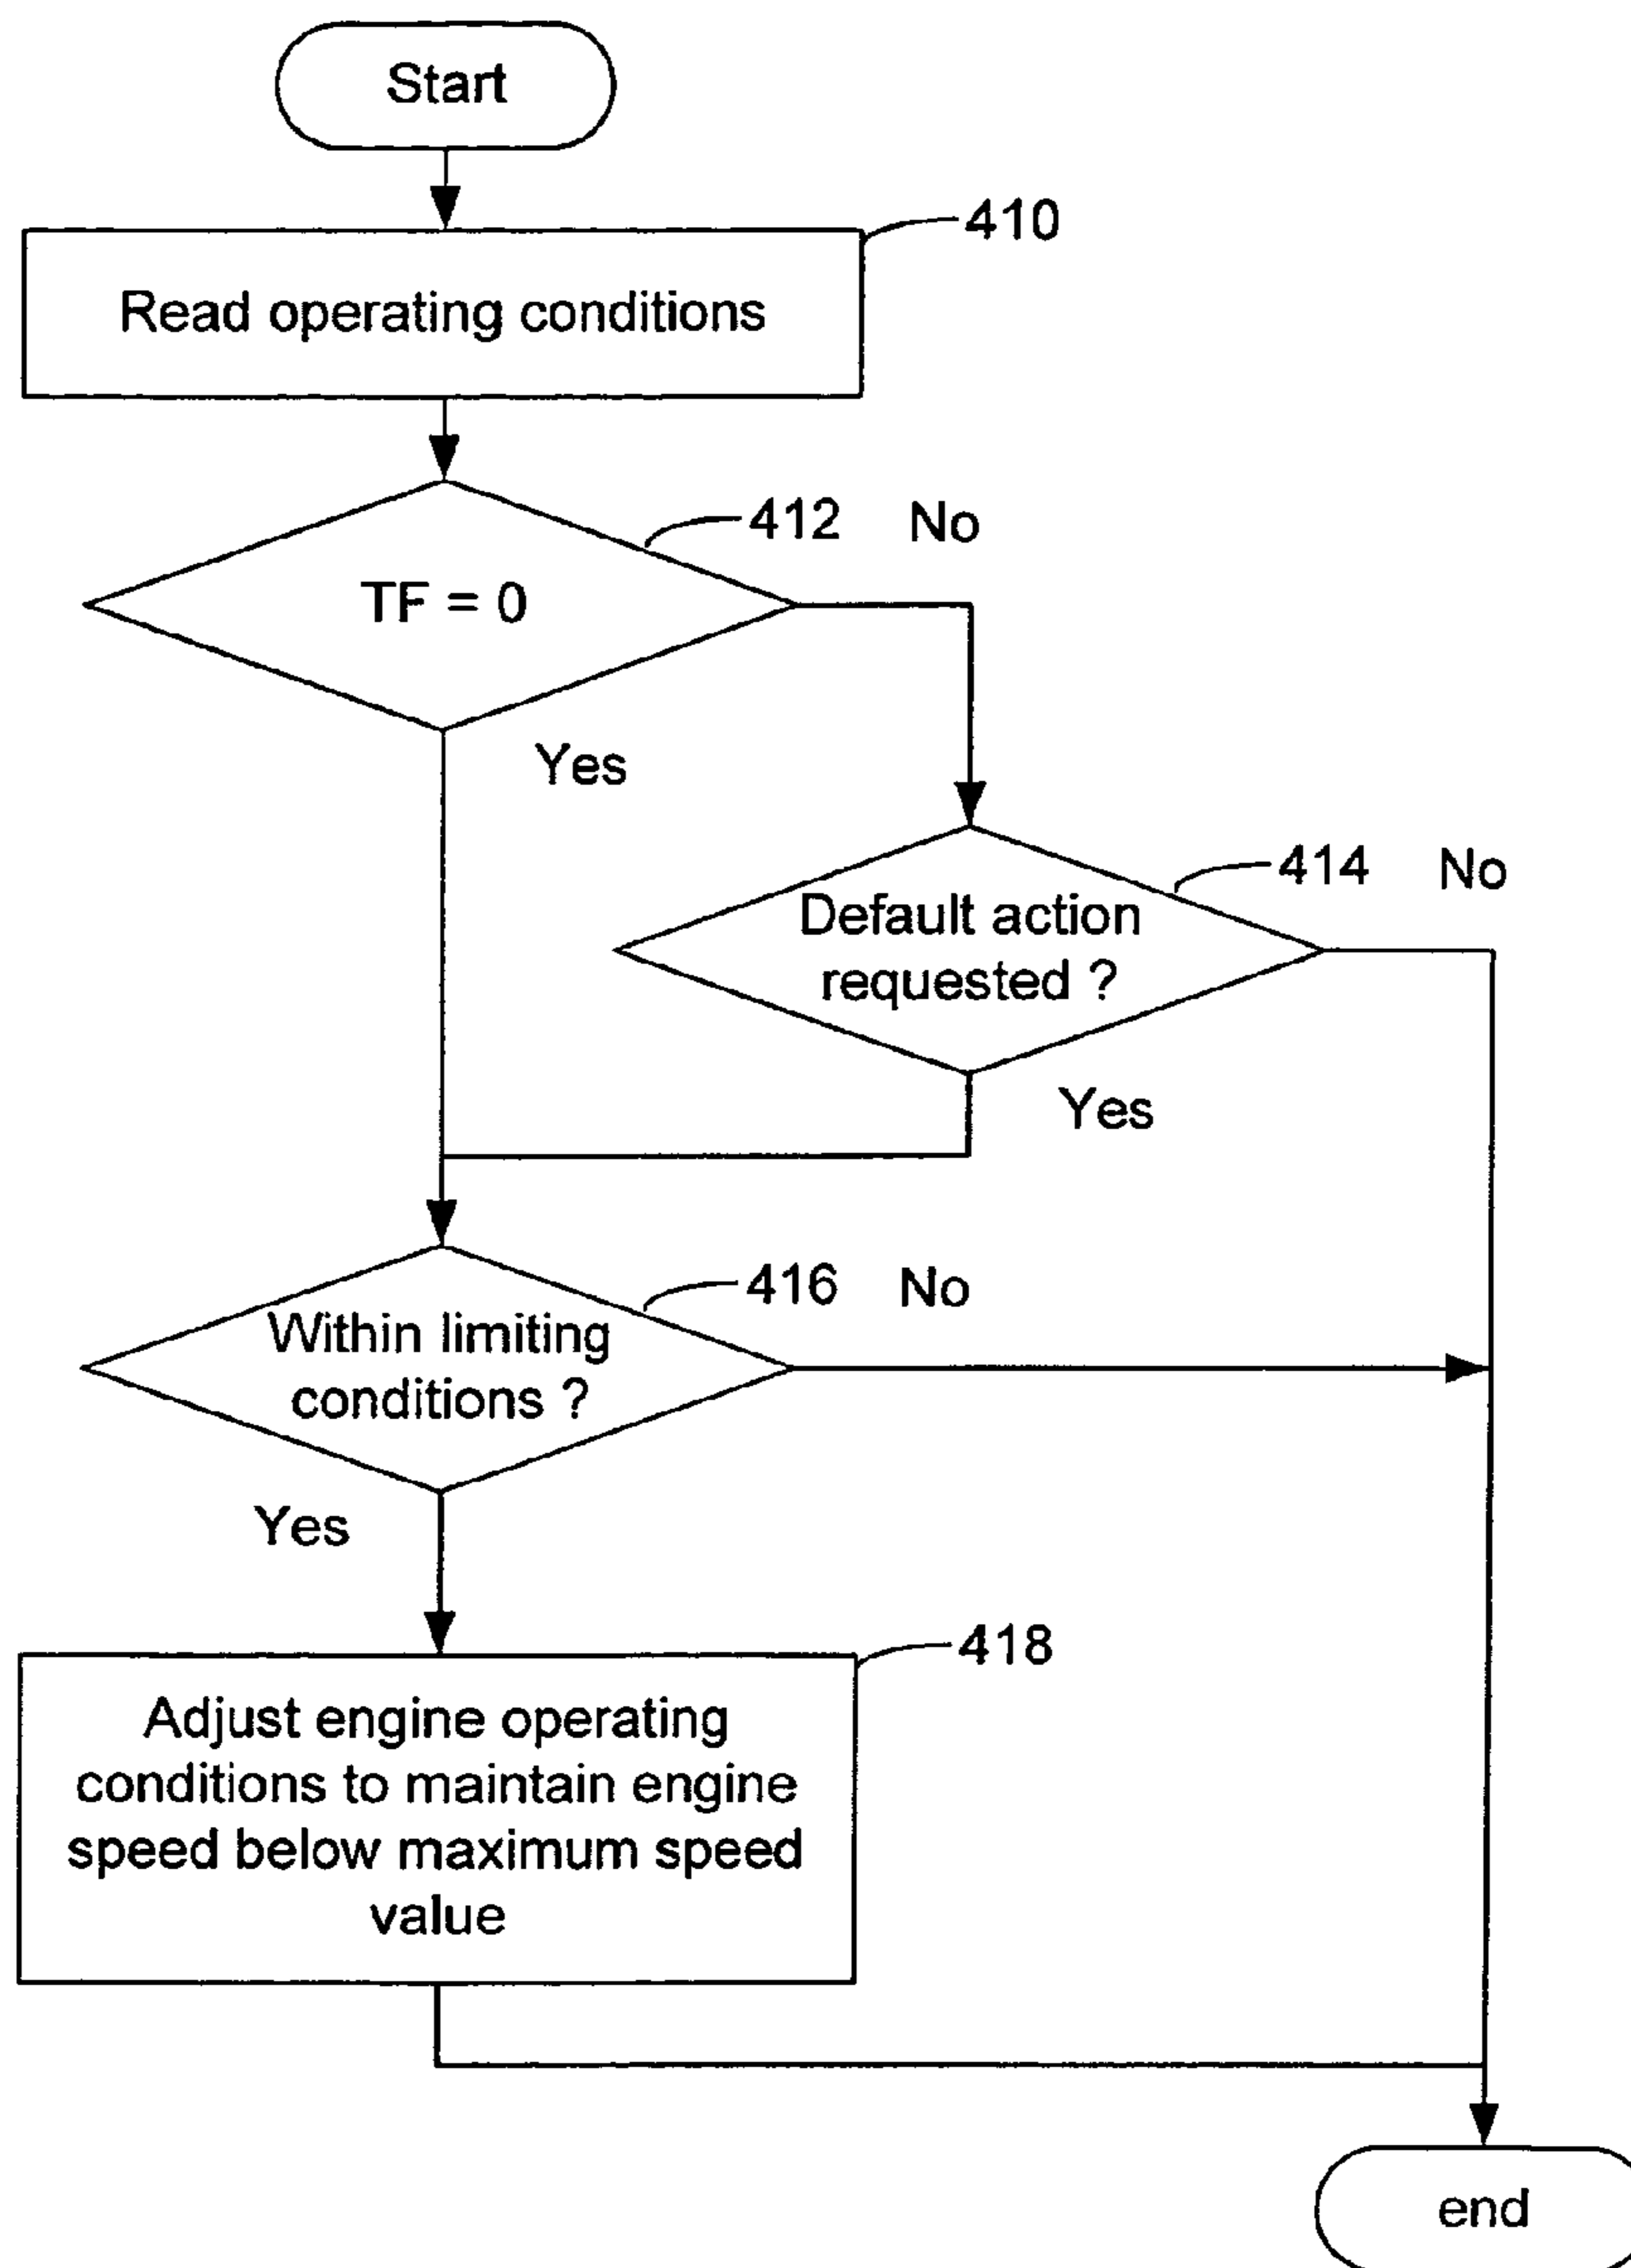 Start
410
Read operating conditions
412
No
TF = 0
Yes
414
No
Default action
requested ?
Yes
416
No
Within limiting
conditions ?
Yes
418
Adjust engine operating
conditions to maintain engine
speed below maximum speed
value
end